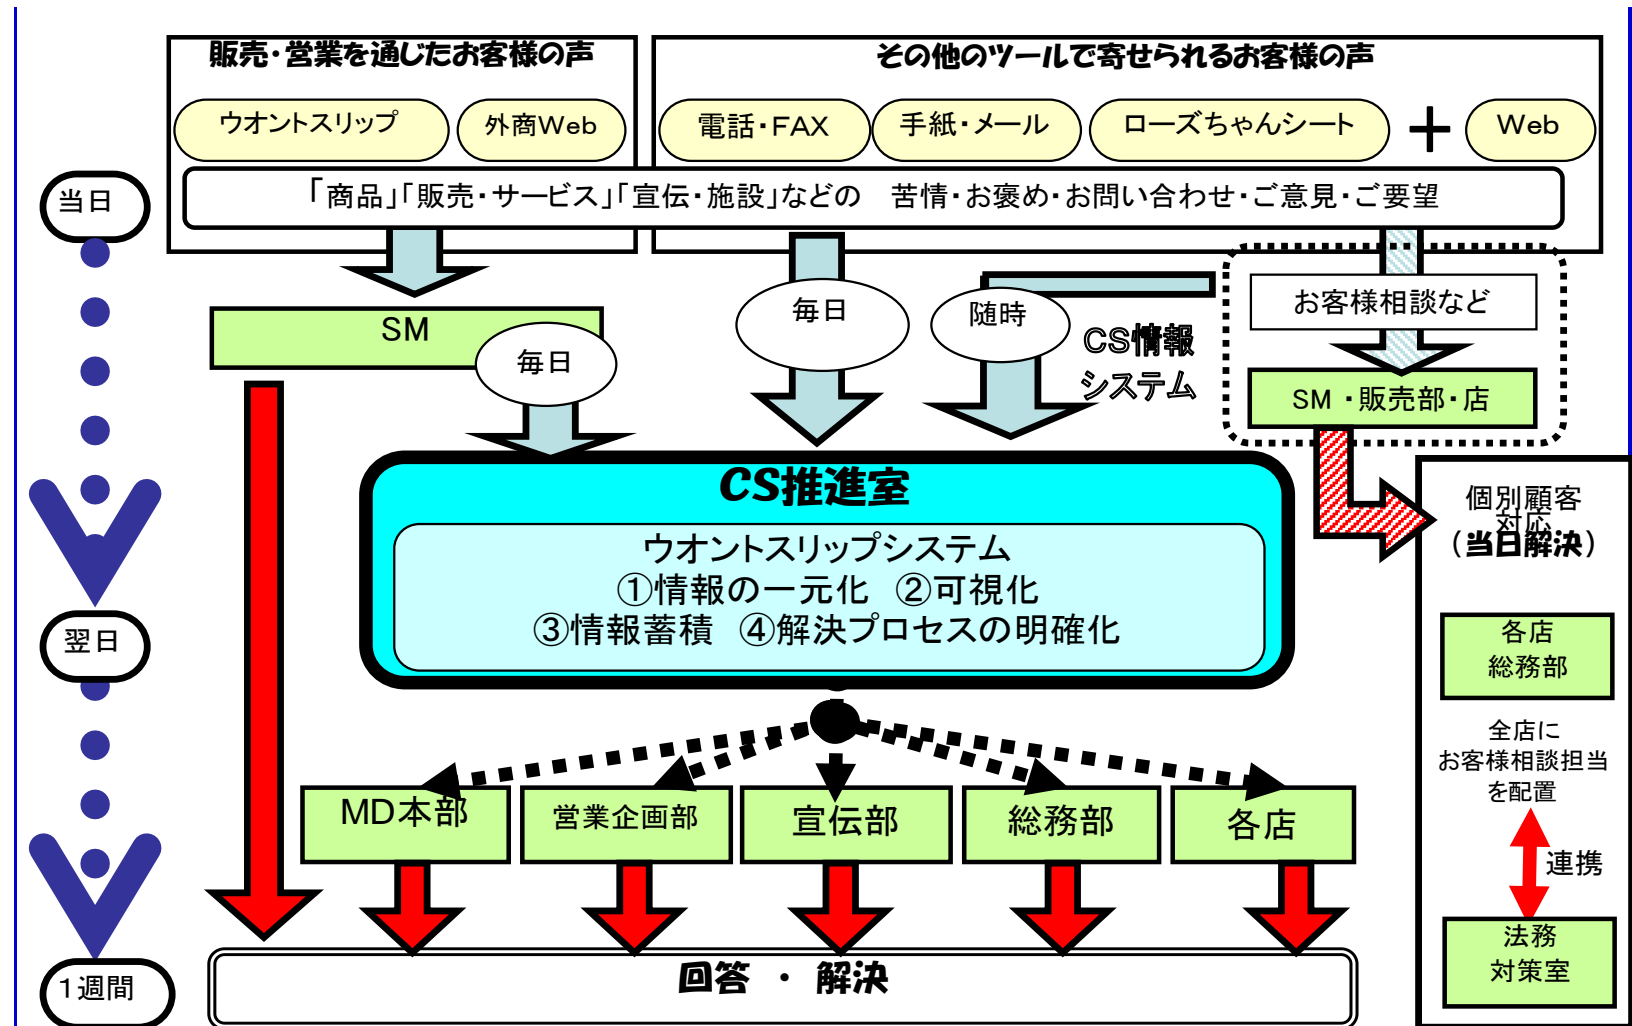 販売・営業を通じたお客様の声
その他のツールで寄せられるお客様の声
ウオントスリップ
外商Web
電話・FAX
手紙・メール
ローズちゃんシート
＋
Web
「商品」「販売・サービス」「宣伝・施設」などの　苦情・お褒め・お問い合わせ・ご意見・ご要望
当日
お客様相談など
SM
毎日
毎日
随時
CS情報
システム
SM ・販売部・店
CS推進室
ウオントスリップシステム
①情報の一元化　②可視化
③情報蓄積　④解決プロセスの明確化
個別顧客
対応
（当日解決）
翌日
各店
総務部
全店に
お客様相談担当
を配置
連携
法務
対策室
MD本部
営業企画部
宣伝部
総務部
各店
1週間
回答 ・ 解決